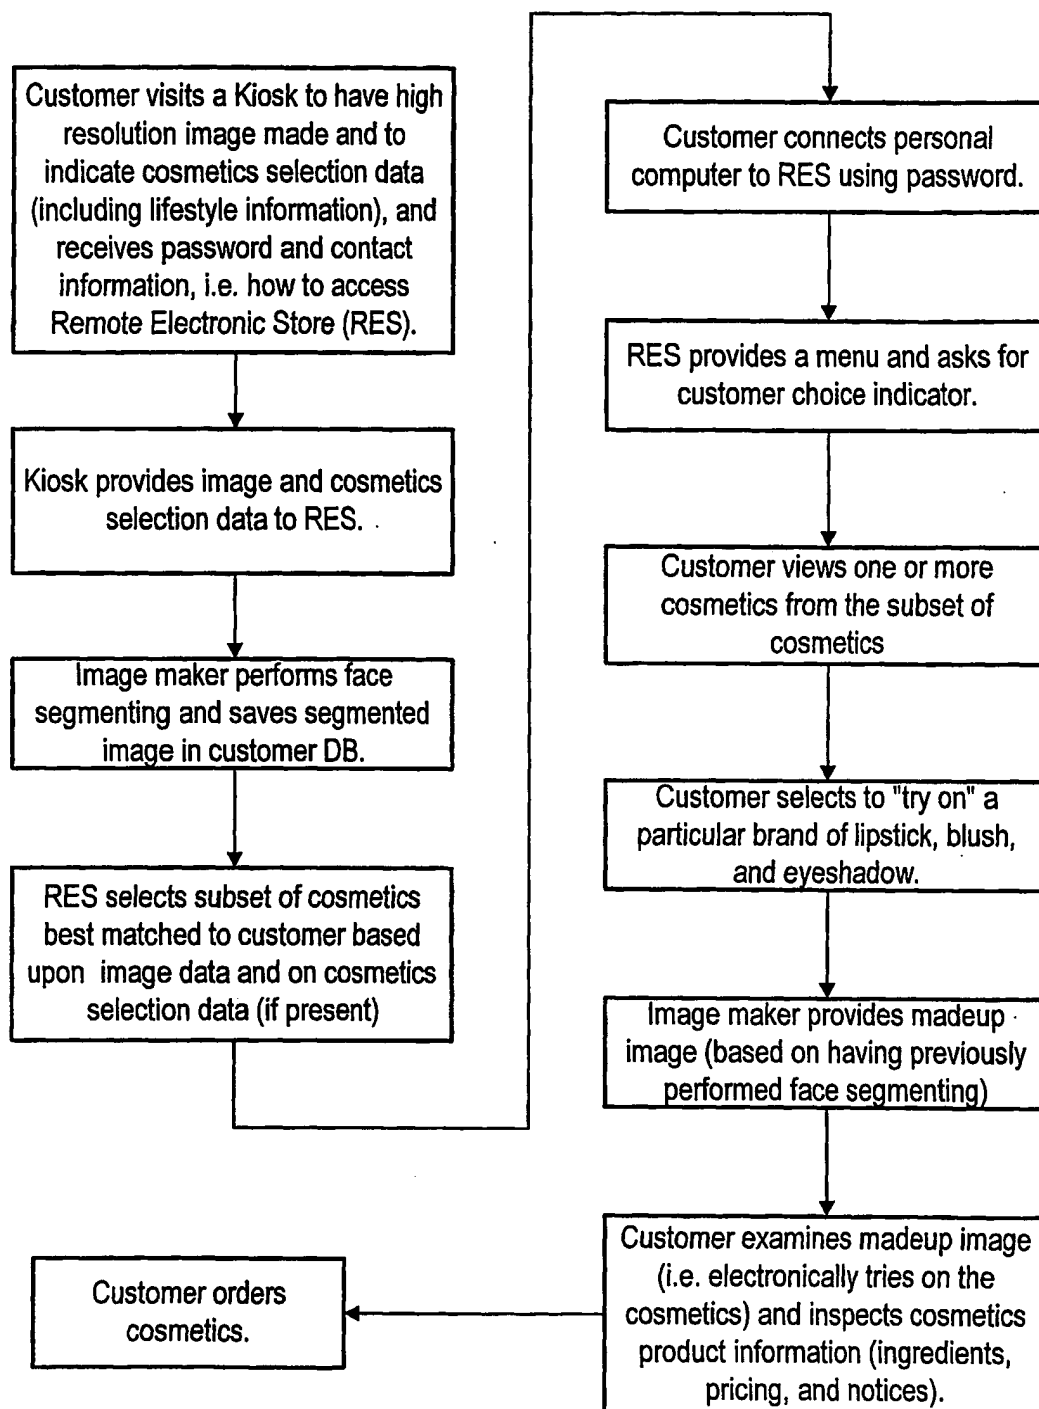 Customer visits a Kiosk to have high
resolution image made and to
indicate cosmetics selection data
(including lifestyle information), and
receives password and contact
information, i.e. how to access
Remote Electronic Store (RES).
Kiosk provides image and cosmetics
selection data to RES.
Image maker performs face
segmenting and saves segmented
image in customer DB.
RES selects subset of cosmetics
best matched to customer based
upon image data and on cosmetics
selection data (if present)
Customer connects personal
computer to RES using password.
RES provides a menu and asks for
customer choice indicator.
Customer views one or more
cosmetics from the subset of
cosmetics
Customer selects to "try on" a
particular brand of lipstick, blush,
and eyeshadow.
Image maker provides madeup
image (based on having previously
performed face segmenting)
Customer examines madeup image
(i.e. electronically tries on the
cosmetics) and inspects cosmetics
product information (ingredients,
pricing, and notices).
Customer orders
cosmetics.